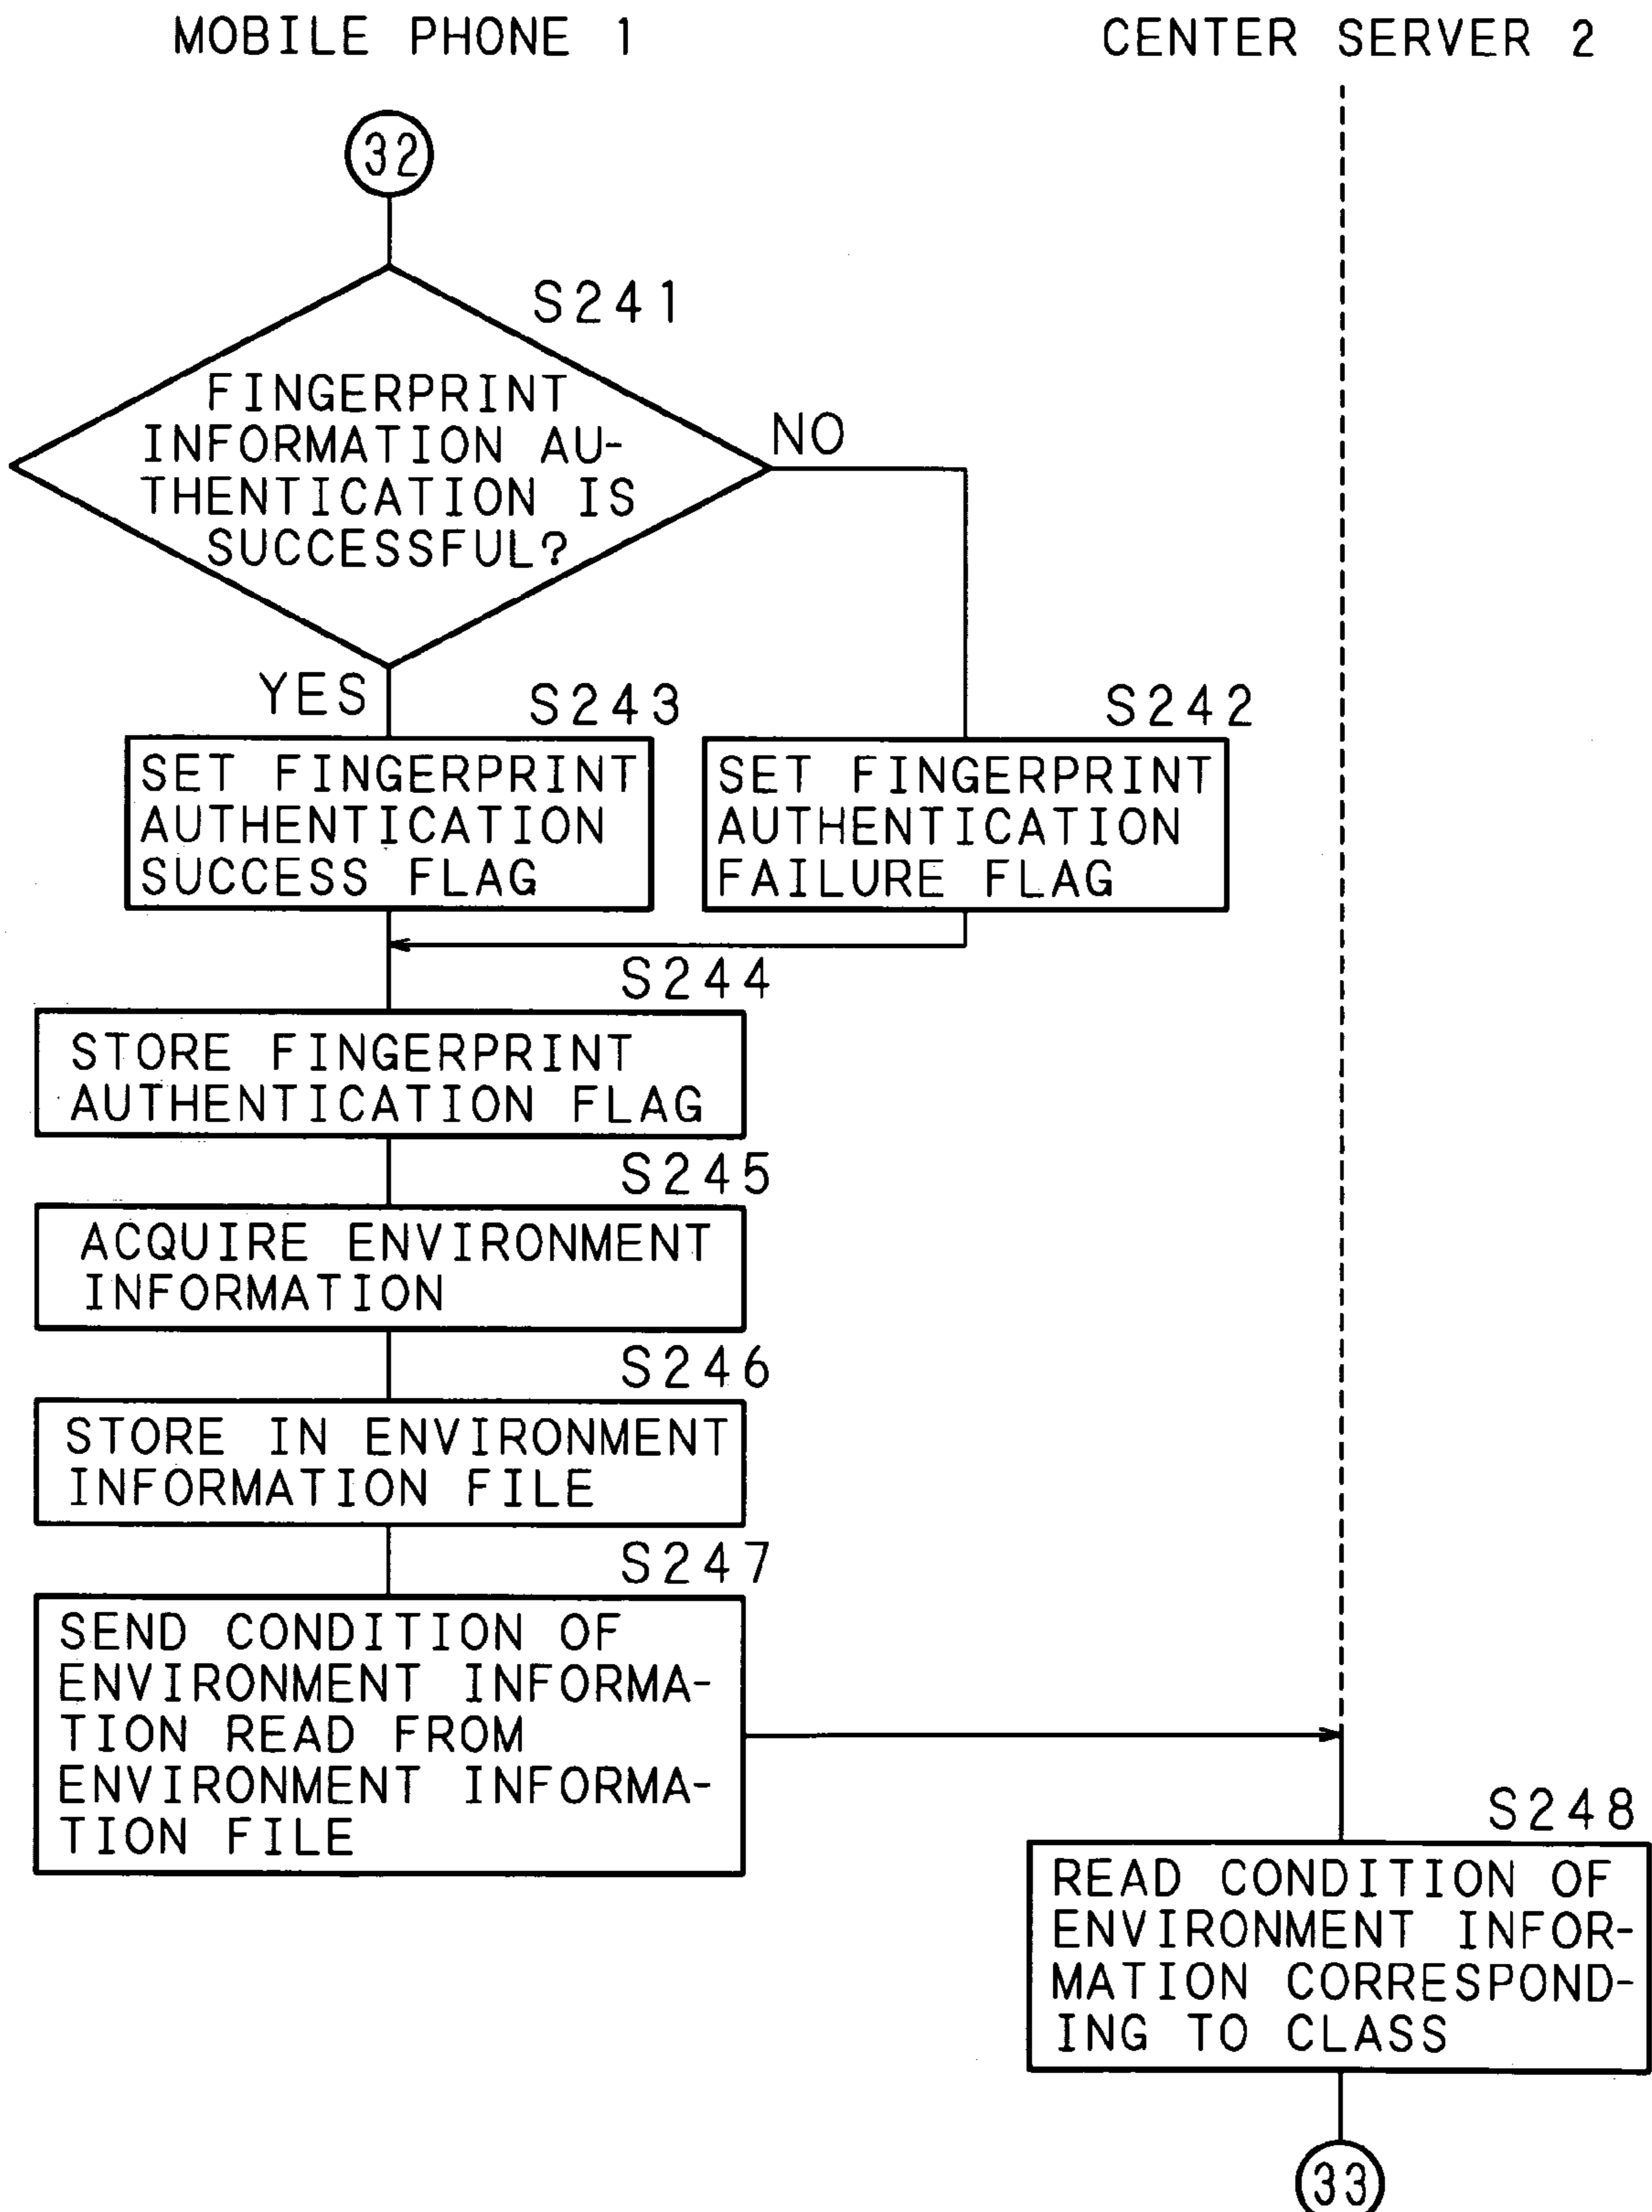 MOBILE PHONE 1
CENTER SERVER 2
32
S241
FINGERPRINT
INFORMATION AU-
THENTICATION IS
SUCCESSFUL?
NO
YES
S243
S242
SET FINGERPRINT
AUTHENTICATION
SUCCESS FLAG
SET FINGERPRINT
AUTHENTICATION
FAILURE FLAG
S244
STORE FINGERPRINT
AUTHENTICATION FLAG
S245
ACQUIRE ENVIRONMENT
INFORMATION
S246
STORE IN ENVIRONMENT
INFORMATION FILE
S247
SEND CONDITION OF
ENVIRONMENT INFORMA-
TION READ FROM
ENVIRONMENT INFORMA-
TION FILE
S248
READ CONDITION OF
ENVIRONMENT INFOR-
MATION CORRESPOND-
ING TO CLASS
33